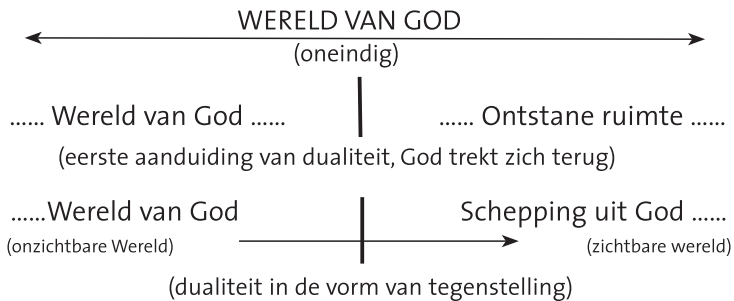 WERELD VAN GOD
(oneindig)
...... Wereld van God ...... ...... Ontstane ruimte ......
(eerste aanduiding van dualiteit, God trekt zich terug)
......Wereld van God Schepping uit God ......
(onzichtbare Wereld) (zichtbare wereld)
(dualiteit in de vorm van tegenstelling)